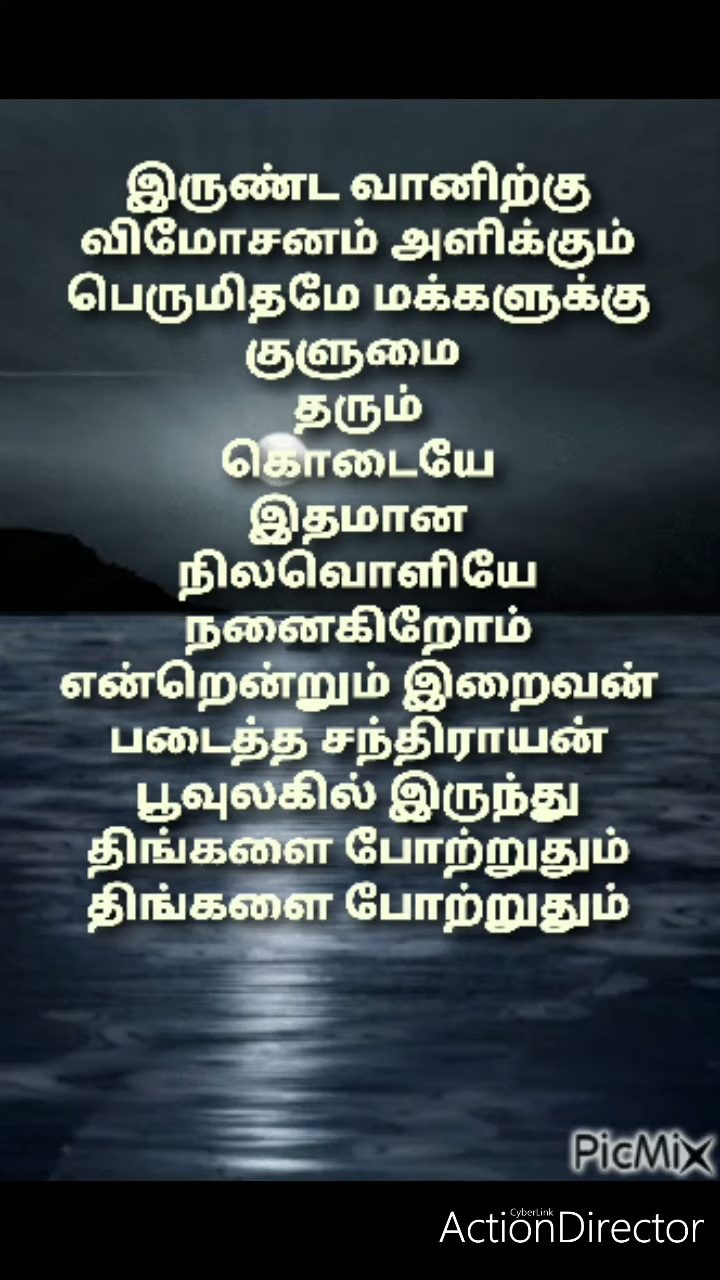 இருண்ட வானிற்கு
விமோசனம் அளிக்கும்
பெருமிதமே மக்களுக்கு
குளுமை
தரும்
கொடையே
இதமான
நிலவொளியே
நனைகிறோம்
என்றென்றும் இறைவன்
படைத்த சந்திராயன்
பூவுலகில் இருந்து
திங்களை போற்றுதும்
திங்களை போற்றுதும்
PicMix
CyberLink
ActionDirector